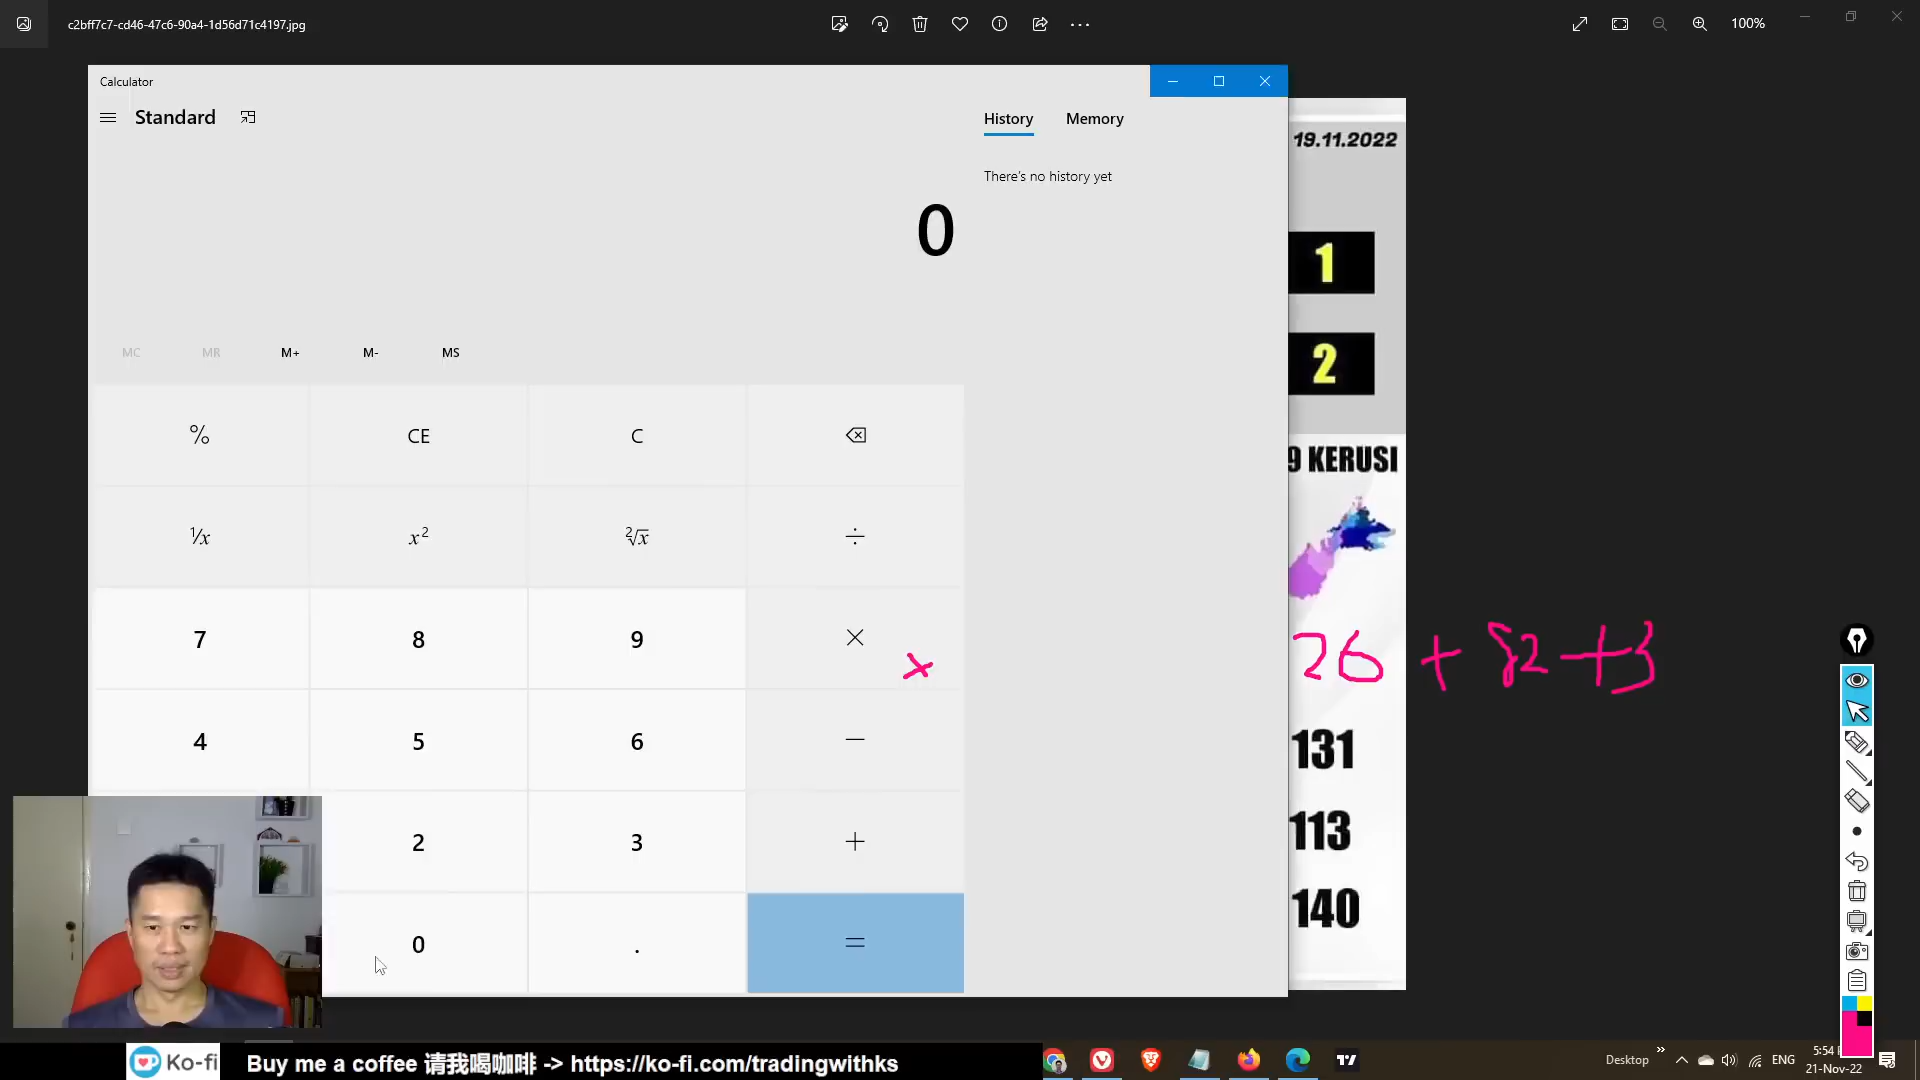 c2bff7c7-cd46-47c6-90a4-1d56d71c4197.jpg
100%
Calculator
Standard
History
Memory
There's no history yet
0
MC MR M+ M- MS
% CE C
1/x x² ²√x ÷
7 8 9 ×
4 5 6 −
2 3 +
0 . =
19.11.2022
1
2
9 KERUSI
x 26 + 82 + 3
131
113
140
Ko-fi Buy me a coffee 请我喝咖啡 -> https://ko-fi.com/tradingwithks
Desktop
ENG
5:54
21-Nov-22